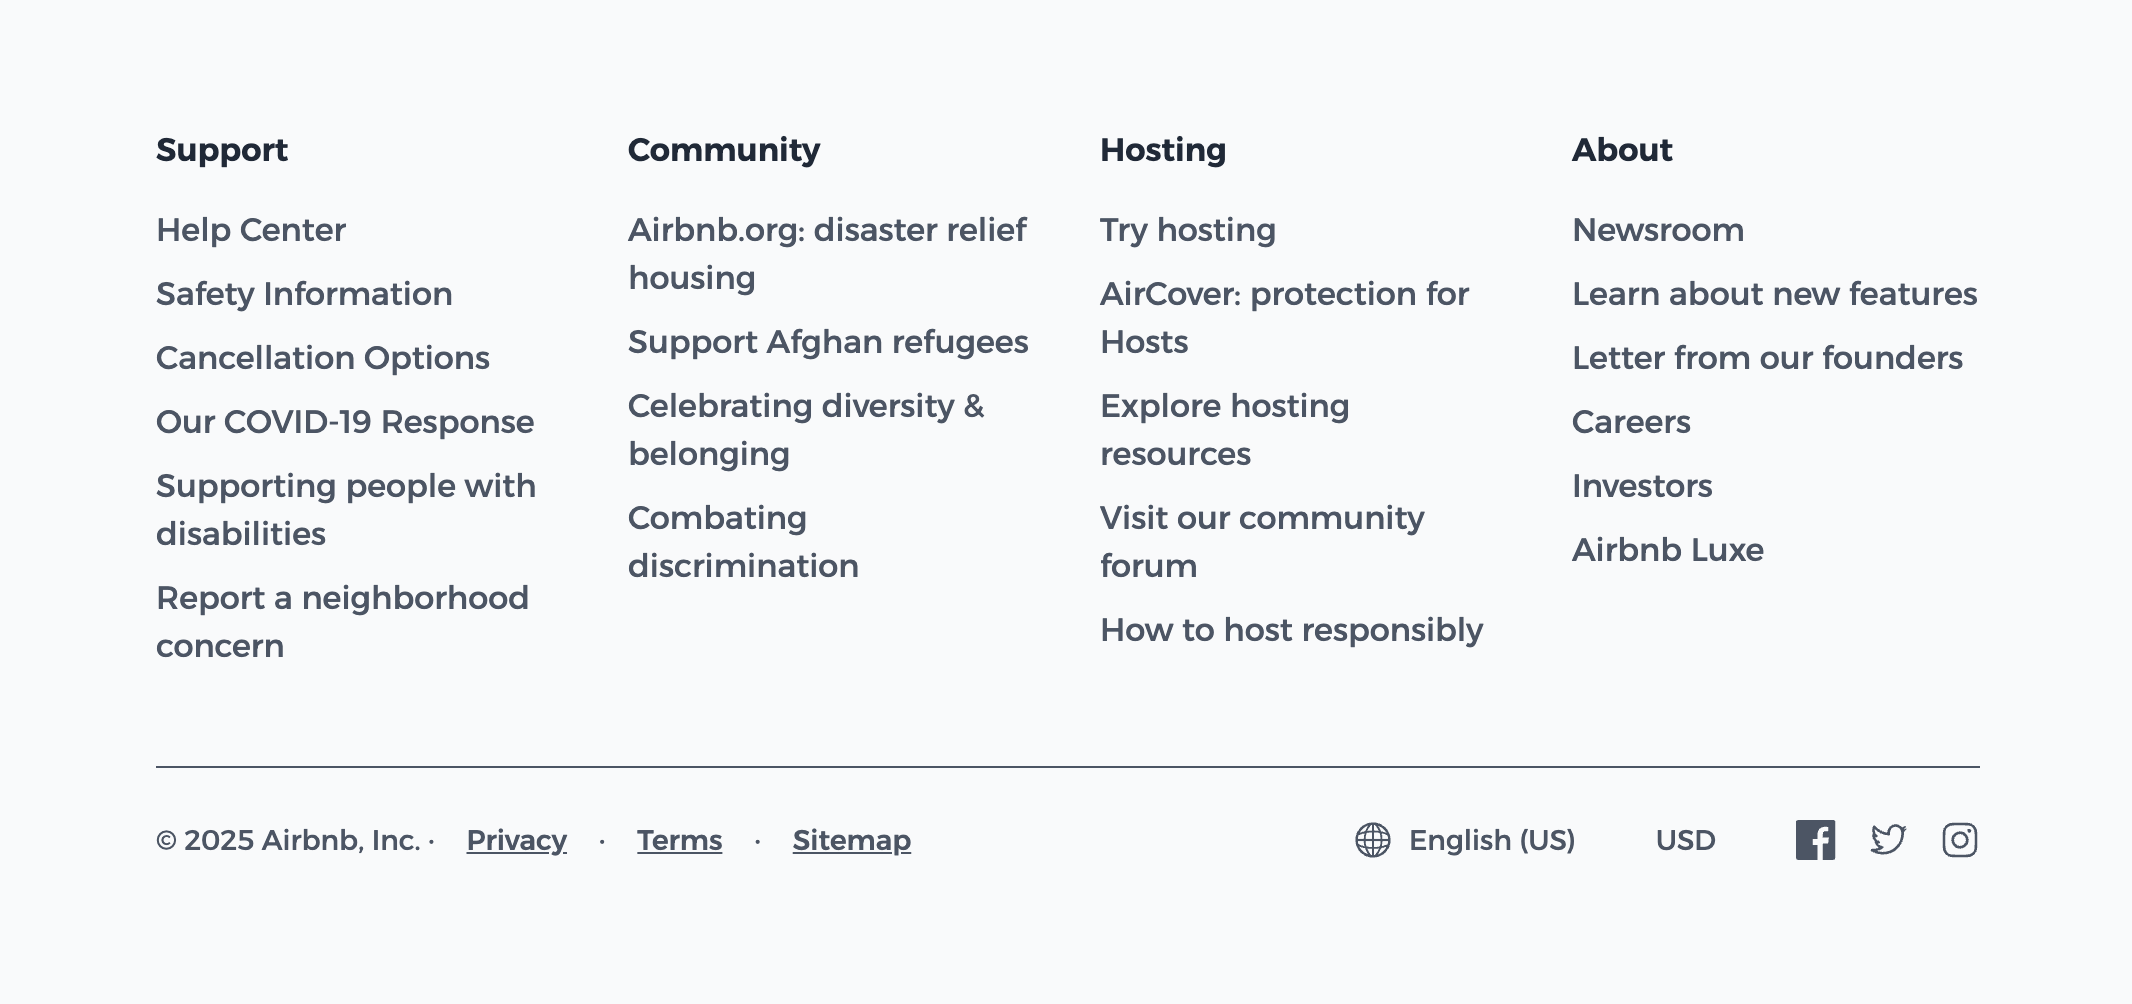 Support
Help Center
Safety Information
Cancellation Options
Our COVID-19 Response
Supporting people with
disabilities
Report a neighborhood
concern
Community
Airbnb.org: disaster relief
housing
Support Afghan refugees
Celebrating diversity &
belonging
Combating
discrimination
Hosting
Try hosting
AirCover: protection for
Hosts
Explore hosting
resources
Visit our community
forum
How to host responsibly
About
Newsroom
Learn about new features
Letter from our founders
Careers
Investors
Airbnb Luxe
© 2025 Airbnb, Inc. · Privacy · Terms · Sitemap
English (US) USD